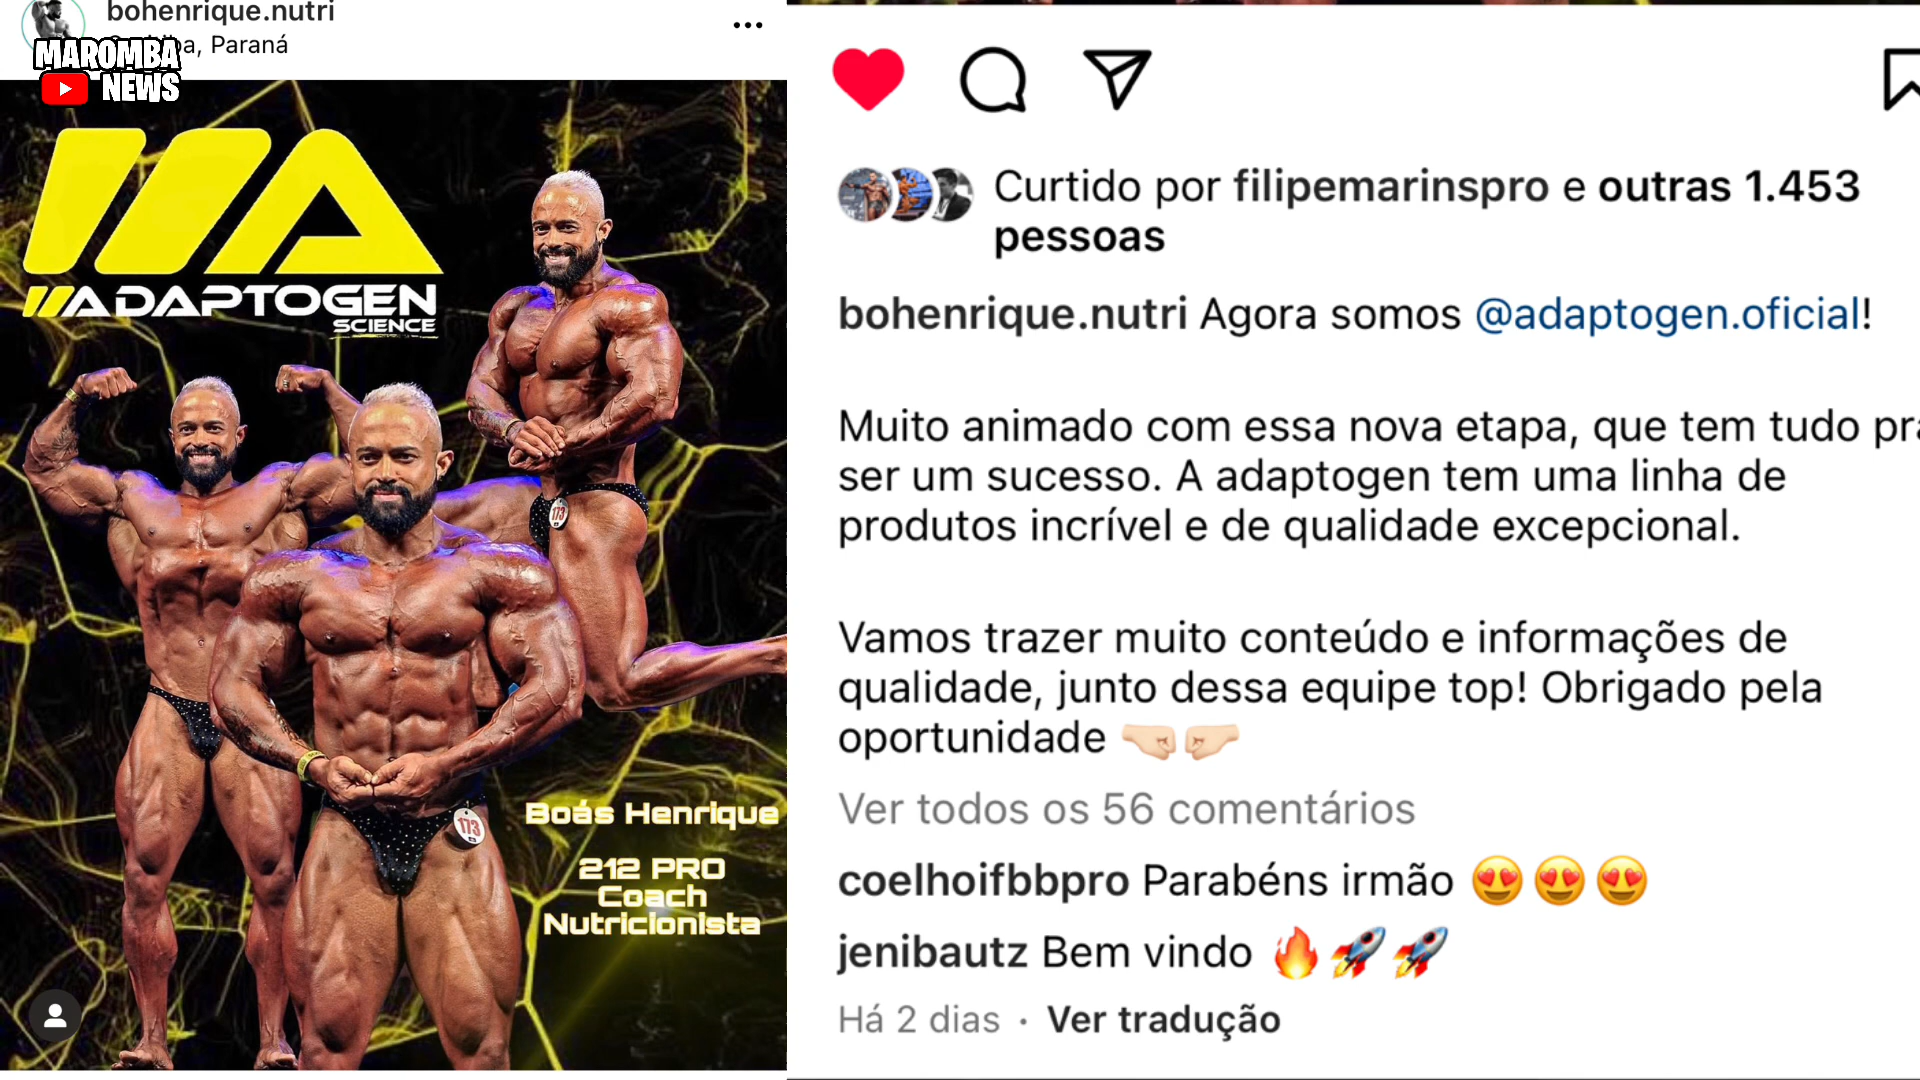 bohenrique.nutri
Paraná
MAROMBA
NEWS
ADAPTOGEN
SCIENCE
173
173
Boás Henrique
212 PRO
Coach
Nutricionista
Curtido por filipemarinspro e outras 1.453
pessoas
bohenrique.nutri Agora somos @adaptogen.oficial!
Muito animado com essa nova etapa, que tem tudo pra
ser um sucesso. A adaptogen tem uma linha de
produtos incrível e de qualidade excepcional.
Vamos trazer muito conteúdo e informações de
qualidade, junto dessa equipe top! Obrigado pela
oportunidade 🤜🏻🤛🏻
Ver todos os 56 comentários
coelhoifbbpro Parabéns irmão 😍😍😍
jenibautz Bem vindo 🔥🚀🚀
Há 2 dias · Ver tradução